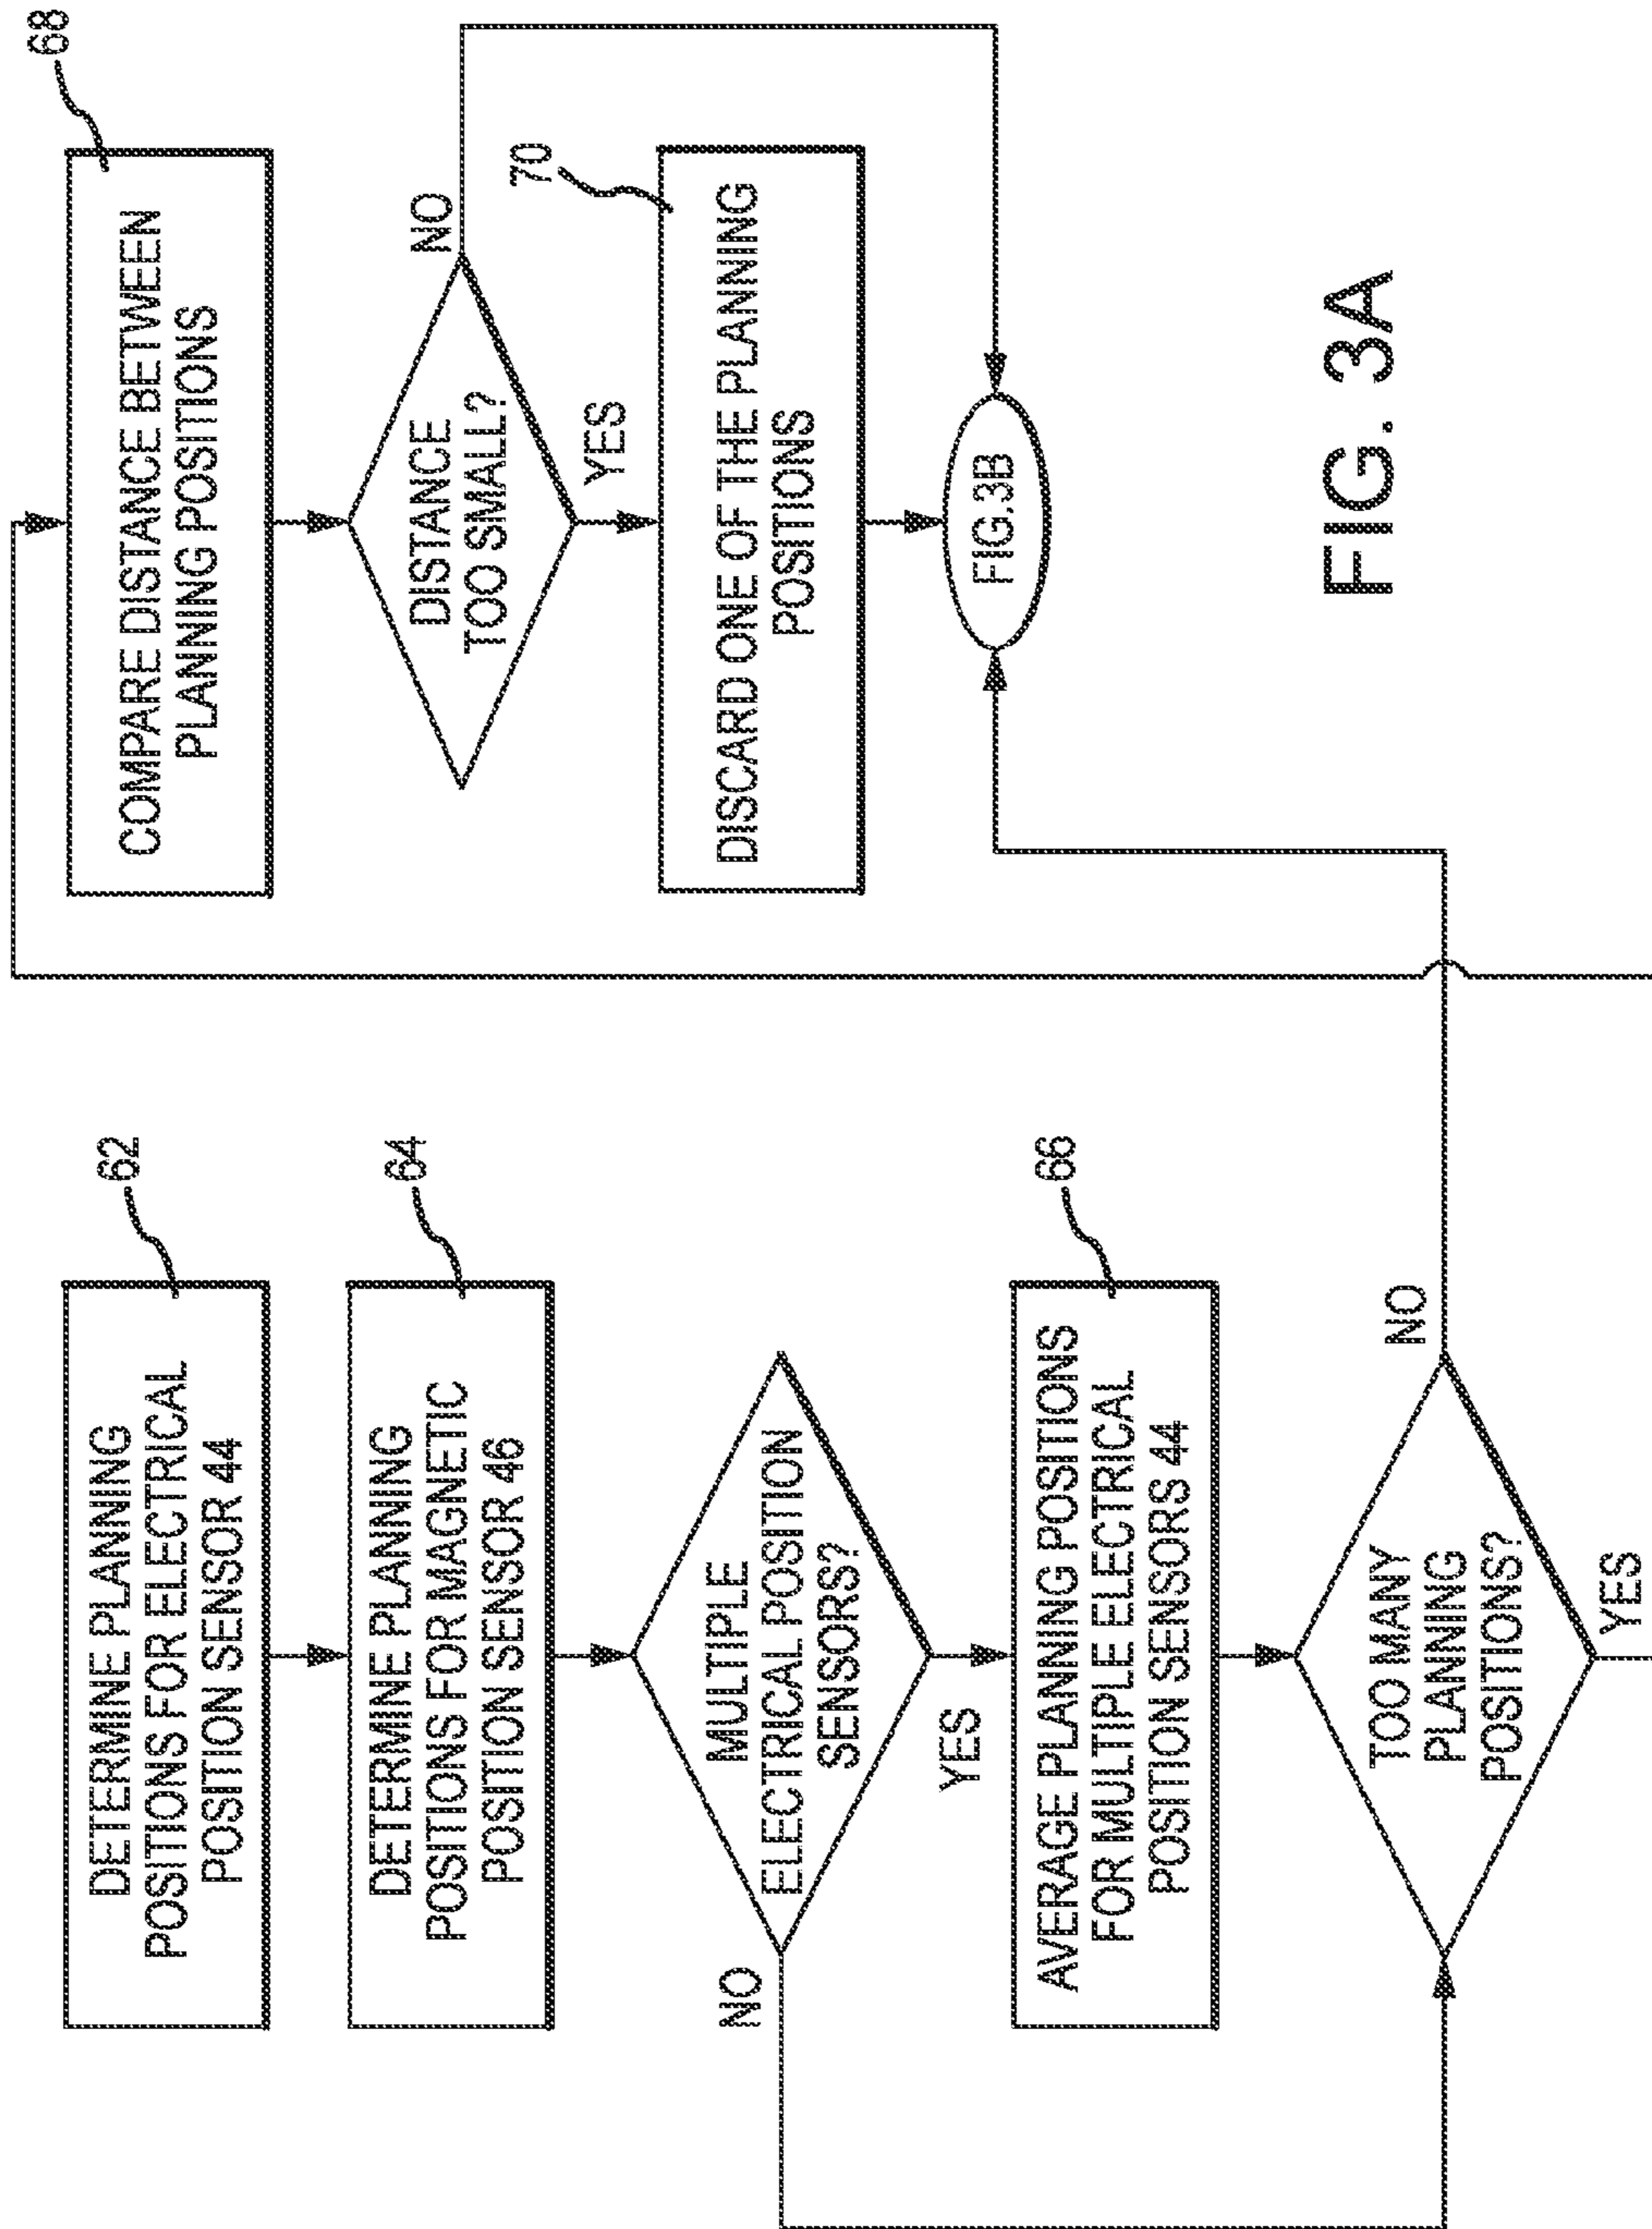 62
DETERMINE PLANNING
POSITIONS FOR ELECTRICAL
POSITION SENSOR 44
64
DETERMINE PLANNING
POSITIONS FOR MAGNETIC
POSITION SENSOR 46
MULTIPLE
ELECTRICAL POSITION
SENSORS?
NO
YES
66
AVERAGE PLANNING POSITIONS
FOR MULTIPLE ELECTRICAL
POSITION SENSORS 44
TOO MANY
PLANNING
POSITIONS?
NO
YES
68
COMPARE DISTANCE BETWEEN
PLANNING POSITIONS
DISTANCE
TOO SMALL?
NO
YES
70
DISCARD ONE OF THE PLANNING
POSITIONS
FIG.3B
FIG. 3A